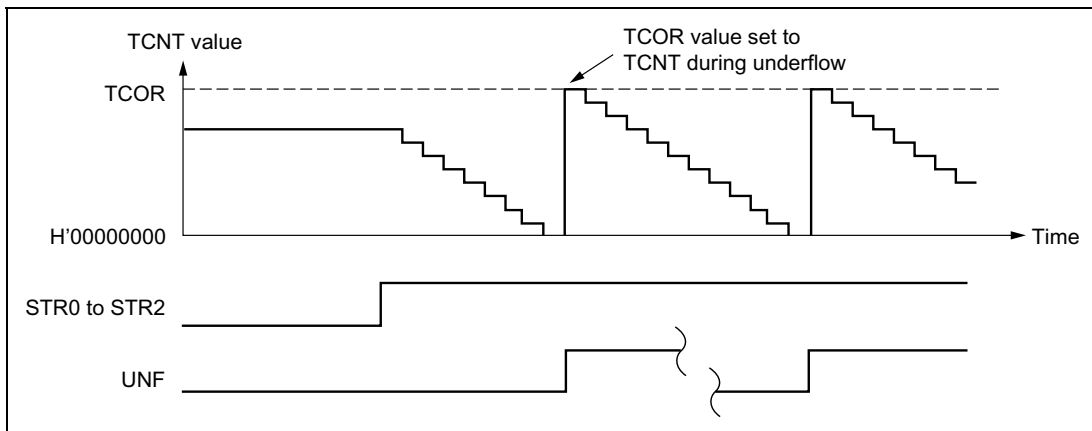 TCNT value
TCOR value set to
TCNT during underflow
TCOR
H'00000000
Time
STR0 to STR2
UNF